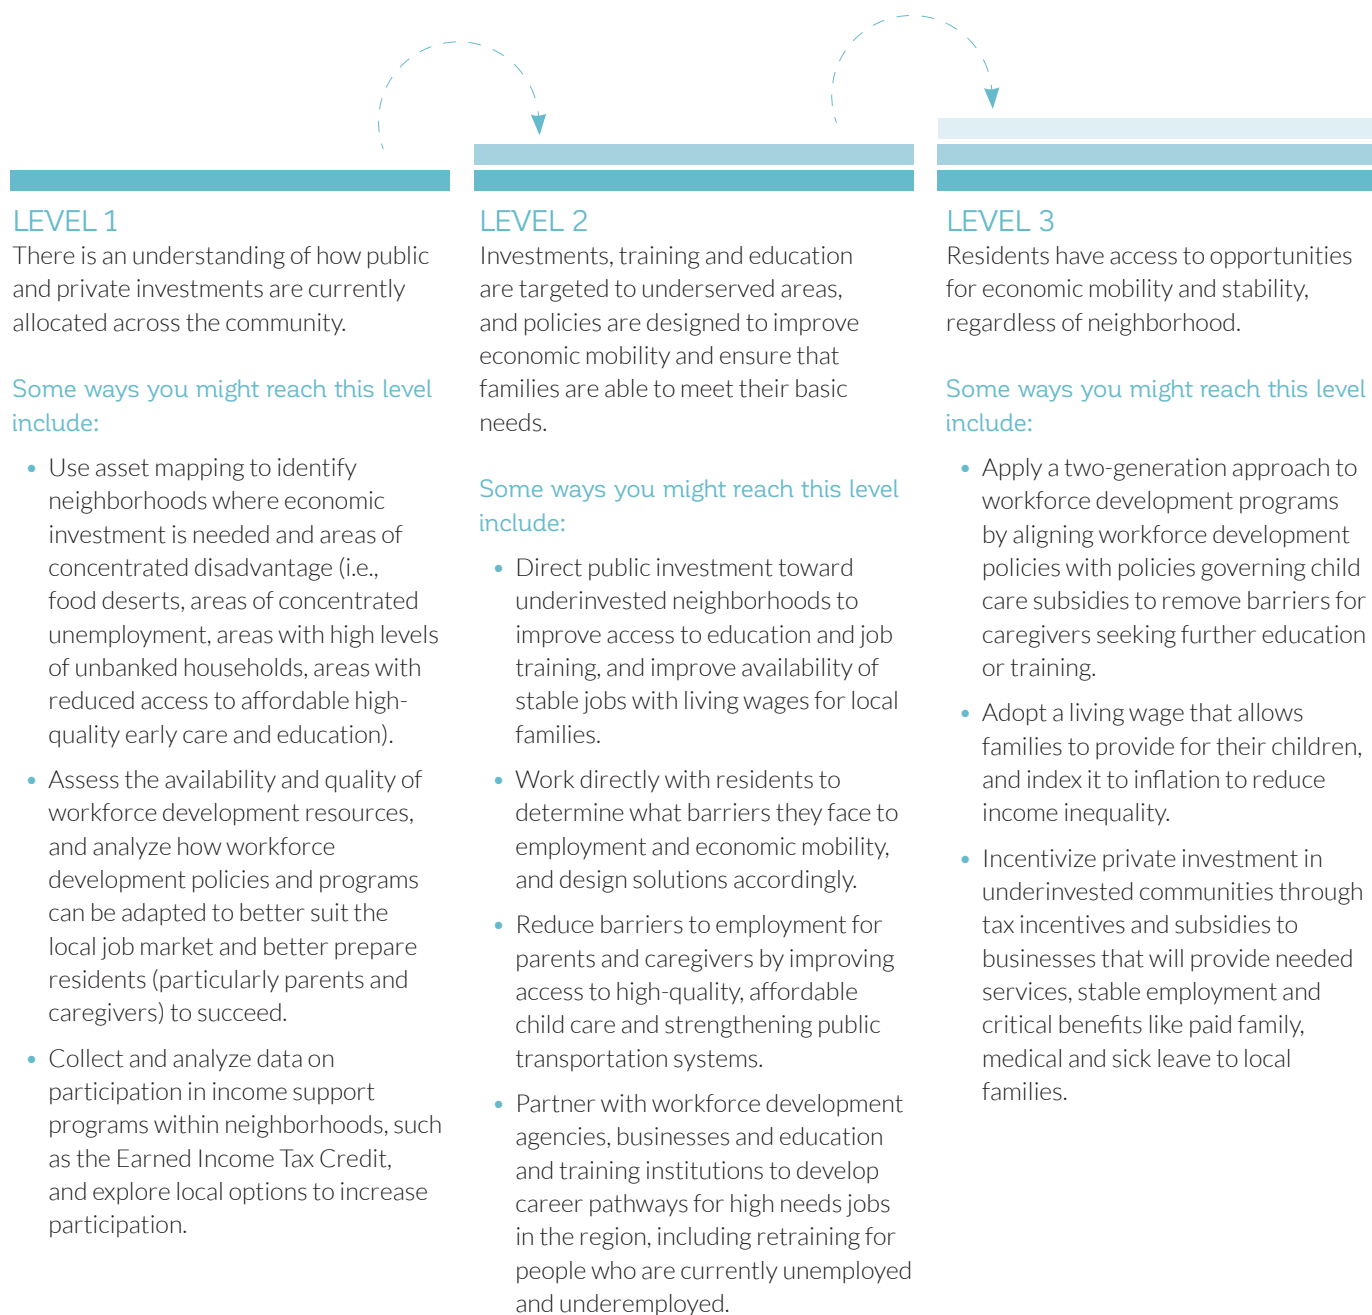 LEVEL 1
There is an understanding of how public
and private investments are currently
allocated across the community.
Some ways you might reach this level
include:
• Use asset mapping to identify
neighborhoods where economic
investment is needed and areas of
concentrated disadvantage (i.e.,
food deserts, areas of concentrated
unemployment, areas with high levels
of unbanked households, areas with
reduced access to affordable high-
quality early care and education).
• Assess the availability and quality of
workforce development resources,
and analyze how workforce
development policies and programs
can be adapted to better suit the
local job market and better prepare
residents (particularly parents and
caregivers) to succeed.
• Collect and analyze data on
participation in income support
programs within neighborhoods, such
as the Earned Income Tax Credit,
and explore local options to increase
participation.
LEVEL 2
Investments, training and education
are targeted to underserved areas,
and policies are designed to improve
economic mobility and ensure that
families are able to meet their basic
needs.
Some ways you might reach this level
include:
• Direct public investment toward
underinvested neighborhoods to
improve access to education and job
training, and improve availability of
stable jobs with living wages for local
families.
• Work directly with residents to
determine what barriers they face to
employment and economic mobility,
and design solutions accordingly.
• Reduce barriers to employment for
parents and caregivers by improving
access to high-quality, affordable
child care and strengthening public
transportation systems.
• Partner with workforce development
agencies, businesses and education
and training institutions to develop
career pathways for high needs jobs
in the region, including retraining for
people who are currently unemployed
and underemployed.
LEVEL 3
Residents have access to opportunities
for economic mobility and stability,
regardless of neighborhood.
Some ways you might reach this level
include:
• Apply a two-generation approach to
workforce development programs
by aligning workforce development
policies with policies governing child
care subsidies to remove barriers for
caregivers seeking further education
or training.
• Adopt a living wage that allows
families to provide for their children,
and index it to inflation to reduce
income inequality.
• Incentivize private investment in
underinvested communities through
tax incentives and subsidies to
businesses that will provide needed
services, stable employment and
critical benefits like paid family,
medical and sick leave to local
families.